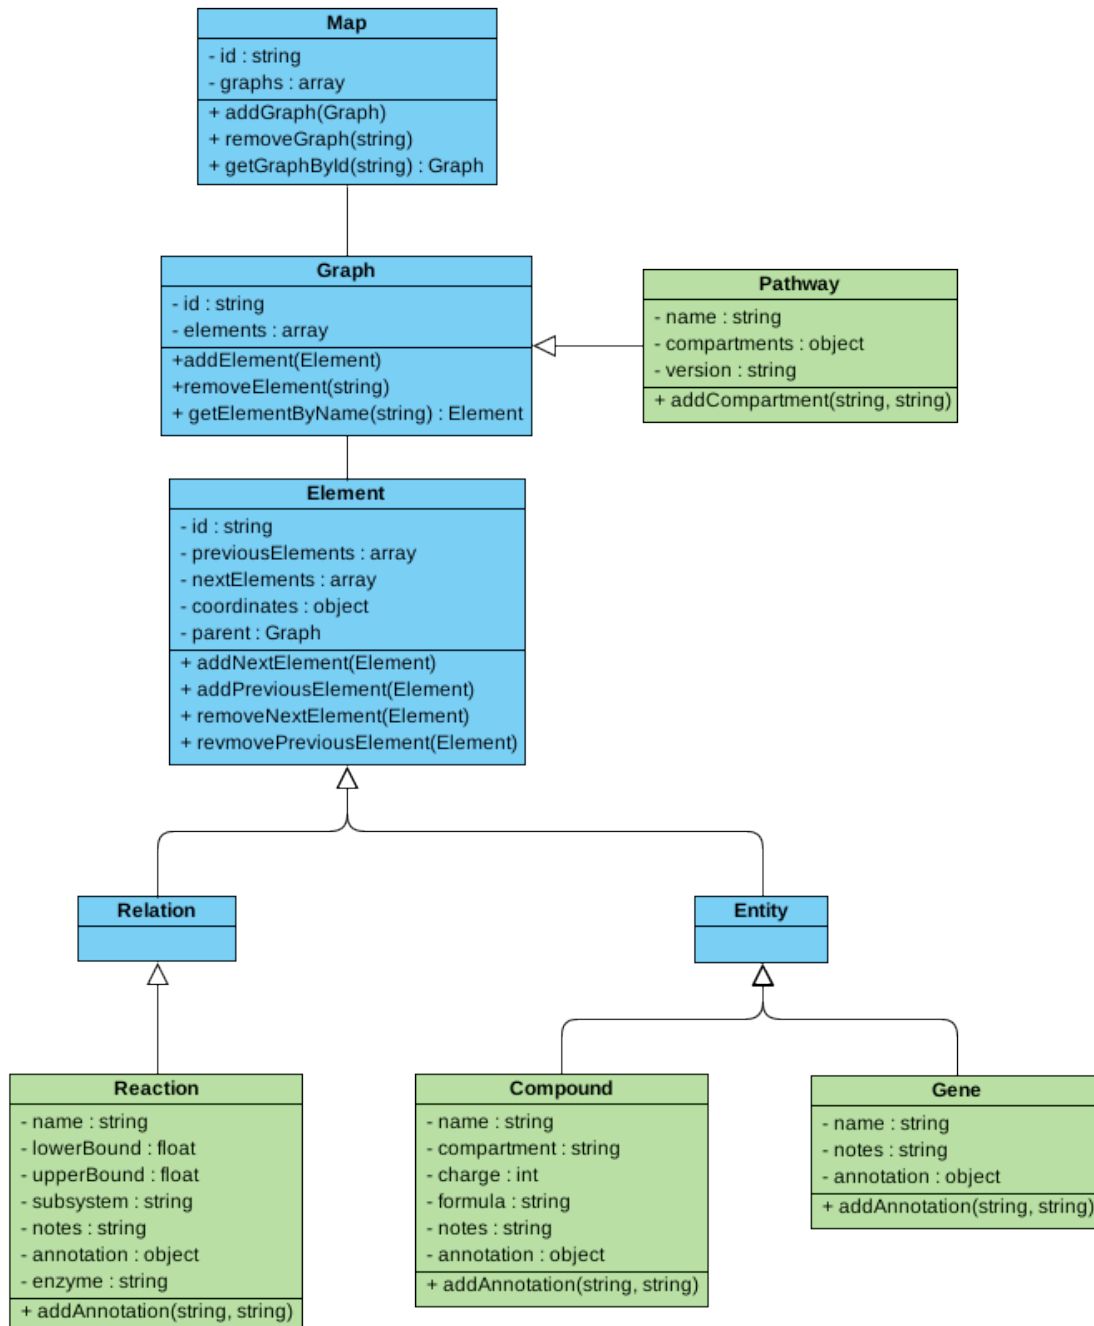 Map
- id : string
- graphs : array
+ addGraph(Graph)
+ removeGraph(string)
+ getGraphById(string) : Graph
Graph
- id : string
- elements : array
+addElement(Element)
+removeElement(string)
+ getElementByName(string) : Element
Pathway
- name : string
- compartments : object
- version : string
+ addCompartment(string, string)
Element
- id : string
- previousElements : array
- nextElements : array
- coordinates : object
- parent : Graph
+ addNextElement(Element)
+ addPreviousElement(Element)
+ removeNextElement(Element)
+ revmovePreviousElement(Element)
Relation
Entity
Reaction
- name : string
- lowerBound : float
- upperBound : float
- subsystem : string
- notes : string
- annotation : object
- enzyme : string
+ addAnnotation(string, string)
Compound
- name : string
- compartment : string
- charge : int
- formula : string
- notes : string
- annotation : object
+ addAnnotation(string, string)
Gene
- name : string
- notes : string
- annotation : object
+ addAnnotation(string, string)